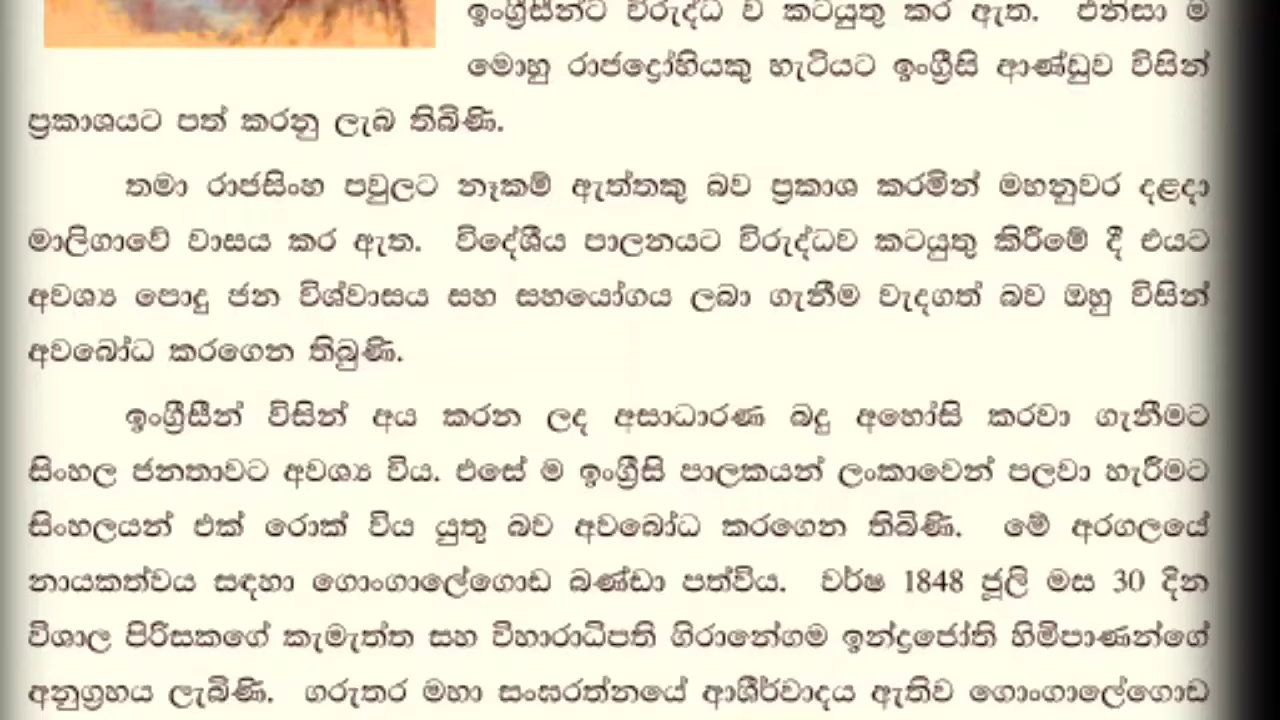 ඉංග්‍රීසීන්ට විරුද්ධ ව කටයුතු කර ඇත. එනිසා ම
මොහු රාජද්‍රෝහියකු හැටියට ඉංග්‍රීසි ආණ්ඩුව විසින්
ප්‍රකාශයට පත් කරනු ලැබ තිබිණි.
තමා රාජසිංහ පවුලට නෑකම් ඇත්තකු බව ප්‍රකාශ කරමින් මහනුවර දළදා
මාලිගාවේ වාසය කර ඇත. විදේශීය පාලනයට විරුද්ධව කටයුතු කිරීමේ දී එයට
අවශ්‍ය පොදු ජන විශ්වාසය සහ සහයෝගය ලබා ගැනීම වැදගත් බව ඔහු විසින්
අවබෝධ කරගෙන තිබුණි.
ඉංග්‍රීසීන් විසින් අය කරන ලද අසාධාරණ බදු අහෝසි කරවා ගැනීමට
සිංහල ජනතාවට අවශ්‍ය විය. එසේ ම ඉංග්‍රීසි පාලකයන් ලංකාවෙන් පලවා හැරීමට
සිංහලයන් එක් රොක් විය යුතු බව අවබෝධ කරගෙන තිබිණි. මේ අරගලයේ
නායකත්වය සඳහා ගොංගාලේගොඩ බණ්ඩා පත්විය. වර්ෂ 1848 ජූලි මස 30 දින
විශාල පිරිසකගේ කැමැත්ත සහ විහාරාධිපති ගිරානේගම ඉන්ද්‍රජෝති හිමිපාණන්ගේ
අනුග්‍රහය ලැබිණි. ගරුතර මහා සංඝරත්නයේ ආශීර්වාදය ඇතිව ගොංගාලේගොඩ